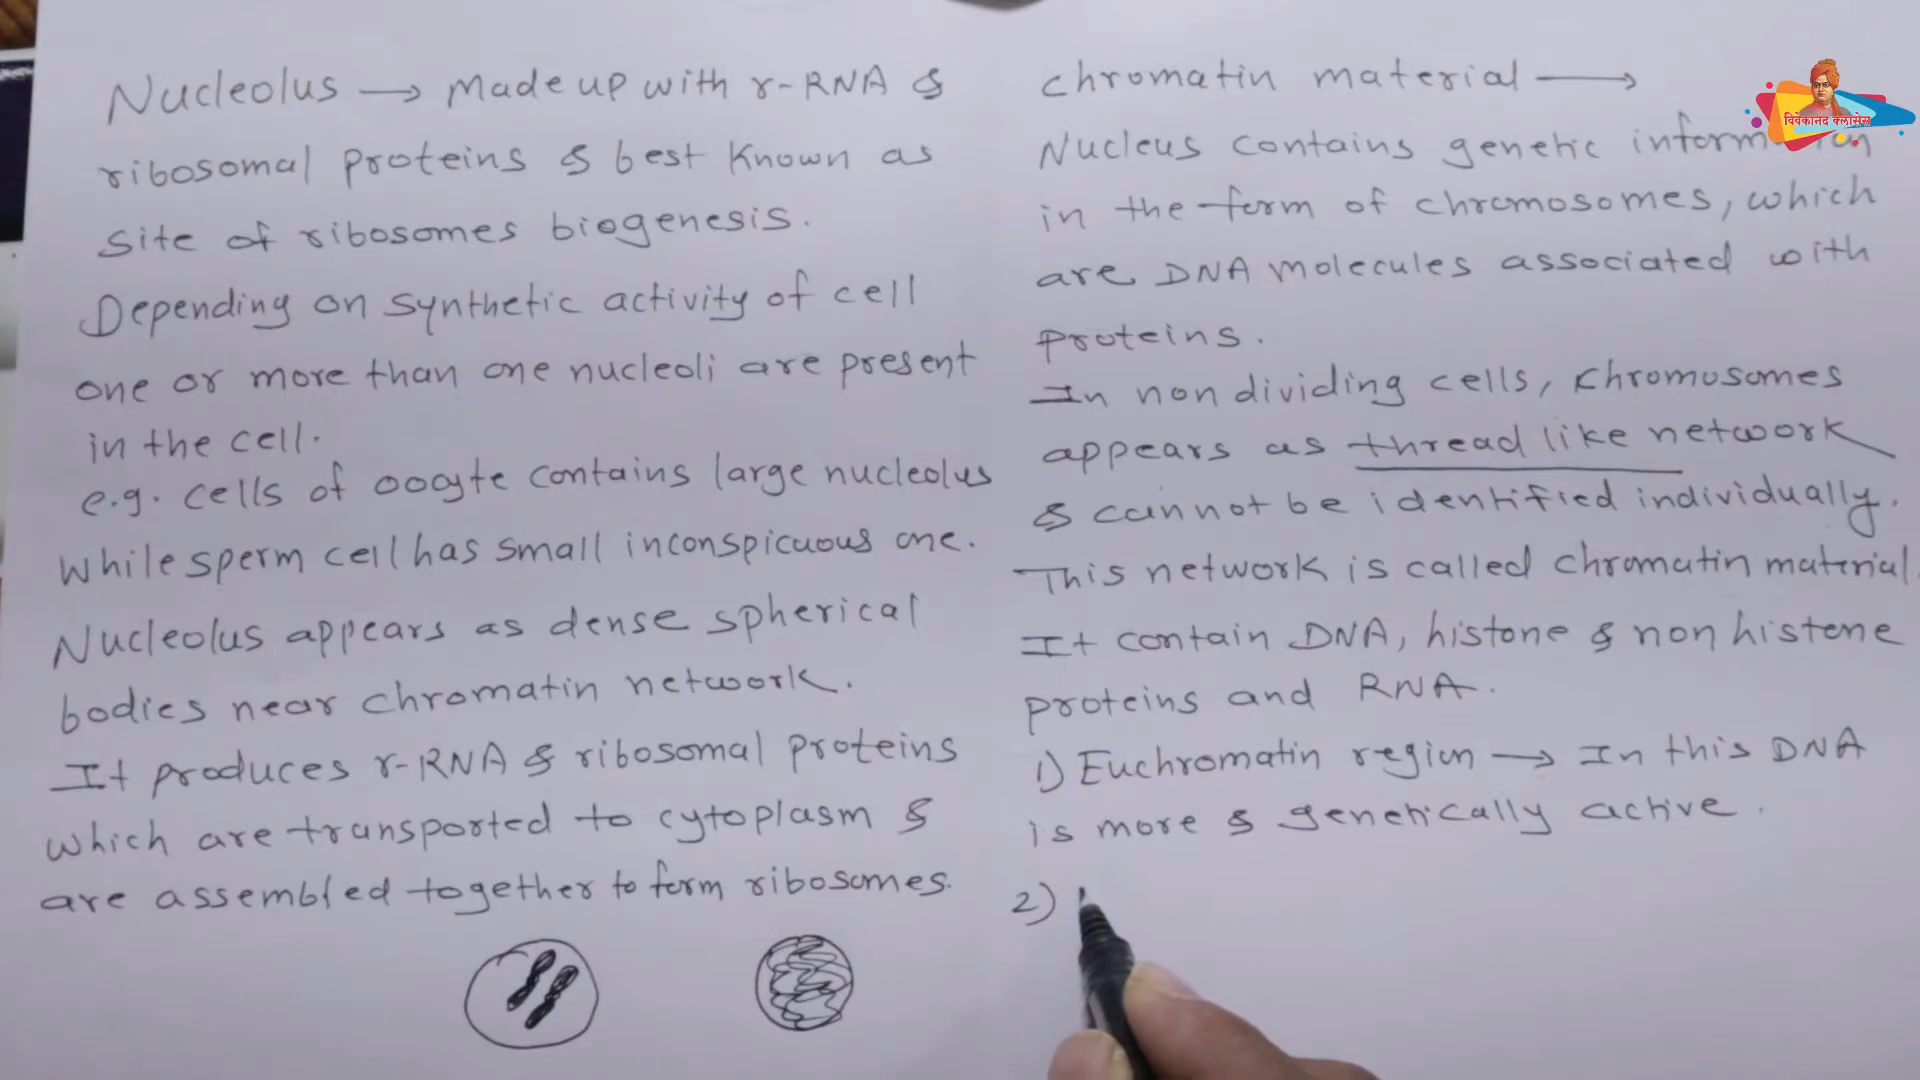 Nucleolus → Made up with r-RNA &
ribosomal proteins & best known as
site of ribosomes biogenesis.
Depending on synthetic activity of cell
one or more than one nucleoli are present
in the cell.
e.g. cells of oocyte contains large nucleolus
while sperm cell has small inconspicuous one.
Nucleolus appears as dense spherical
bodies near chromatin network.
It produces r-RNA & ribosomal proteins
which are transported to cytoplasm &
are assembled together to form ribosomes.
chromatin material →
Nucleus contains genetic information
in the form of chromosomes, which
are DNA molecules associated with
proteins.
In non dividing cells, chromosomes
appears as thread like network
& cannot be identified individually.
This network is called chromatin material.
It contain DNA, histone & non histone
proteins and RNA.
1) Euchromatin region → In this DNA
is more & genetically active.
2)
विवेकानंद क्लासेस